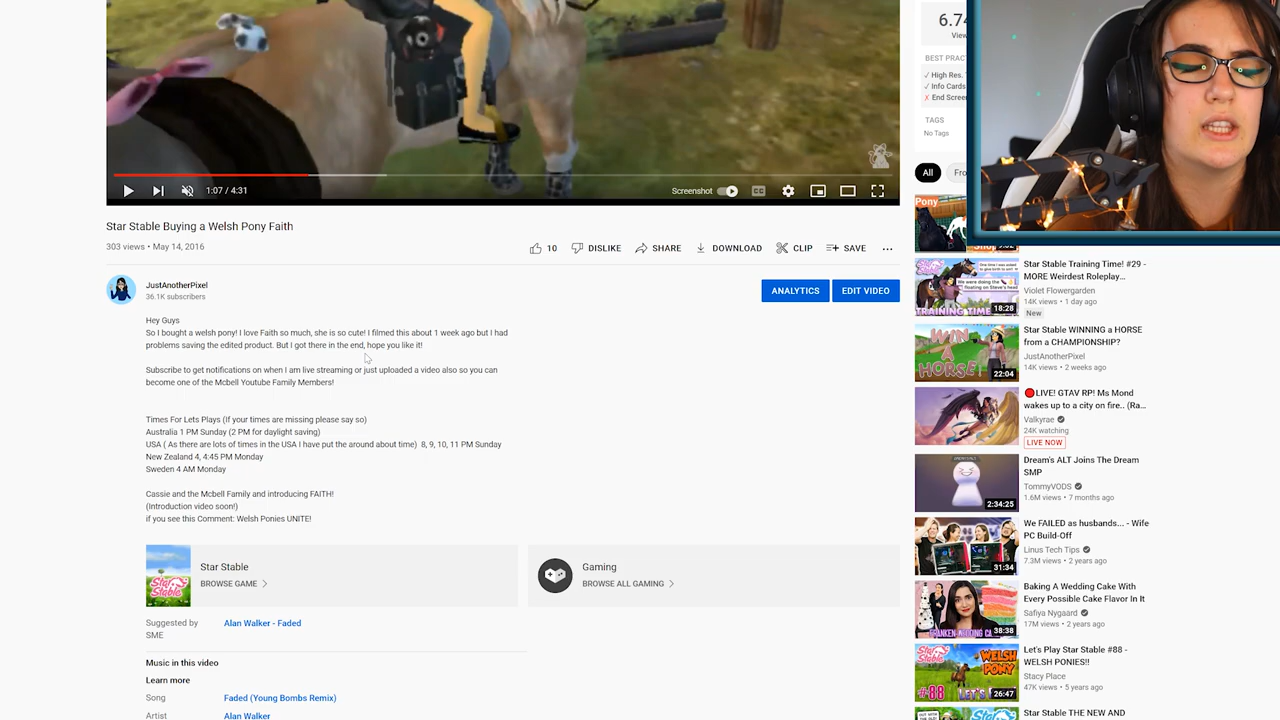 1:07 / 4:31
Screenshot
Star Stable Buying a Welsh Pony Faith
303 views • May 14, 2016
10
DISLIKE
SHARE
DOWNLOAD
CLIP
SAVE
JustAnotherPixel
36.1K subscribers
ANALYTICS
EDIT VIDEO
Hey Guys
So I bought a welsh pony! I love Faith so much, she is so cute! I filmed this about 1 week ago but I had
problems saving the edited product. But I got there in the end, hope you like it!
Subscribe to get notifications on when I am live streaming or just uploaded a video also so you can
become one of the Mcbell Youtube Family Members!
Times For Lets Plays (If your times are missing please say so)
Australia 1 PM Sunday (2 PM for daylight saving)
USA ( As there are lots of times in the USA I have put the around about time) 8, 9, 10, 11 PM Sunday
New Zealand 4, 4:45 PM Monday
Sweden 4 AM Monday
Cassie and the Mcbell Family and introducing FAITH!
(Introduction video soon!)
if you see this Comment: Welsh Ponies UNITE!
Star Stable
BROWSE GAME
Gaming
BROWSE ALL GAMING
Suggested by
SME
Alan Walker - Faded
Music in this video
Learn more
Song
Faded (Young Bombs Remix)
Artist
Alan Walker
6.74
View
BEST PRAC
✓ High Res.
✓ Info Cards
✗ End Scree
TAGS
No Tags
All
Fro
Pony
Star Stable Training Time! #29 -
MORE Weirdest Roleplay...
Violet Flowergarden
14K views • 1 day ago
New
TRAINING TIME
18:28
Star Stable WINNING a HORSE
from a CHAMPIONSHIP?
JustAnotherPixel
14K views • 2 weeks ago
WIN A HORSE
22:04
🔴LIVE! GTAV RP! Ms Mond
wakes up to a city on fire.. (Ra...
Valkyrae
24K watching
LIVE NOW
Dream's ALT Joins The Dream
SMP
TommyVODS
1.6M views • 7 months ago
2:34:25
We FAILED as husbands... - Wife
PC Build-Off
Linus Tech Tips
7.3M views • 2 years ago
31:34
Baking A Wedding Cake With
Every Possible Cake Flavor In It
Safiya Nygaard
17M views • 2 years ago
38:38
Let's Play Star Stable #88 -
WELSH PONIES!!
Stacy Place
47K views • 5 years ago
WELSH
PONY
#88
26:47
Star Stable THE NEW AND